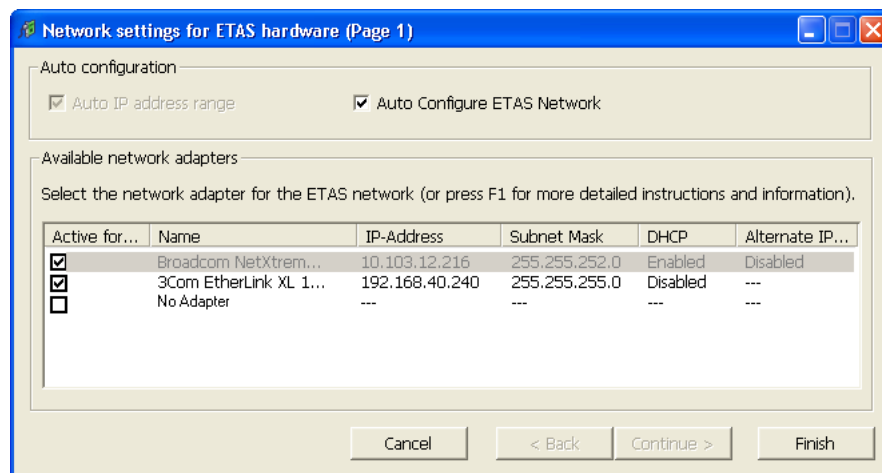 Network settings for ETAS hardware (Page 1)
Auto configuration
Auto IP address range Auto Configure ETAS Network
Available network adapters
Select the network adapter for the ETAS network (or press F1 for more detailed instructions and information).
Active for... Name IP-Address Subnet Mask DHCP Alternate IP...
Broadcom NetXtrem... 10.103.12.216 255.255.252.0 Enabled Disabled
3Com EtherLink XL 1... 192.168.40.240 255.255.255.0 Disabled ---
No Adapter --- --- --- ---
Cancel < Back Continue > Finish